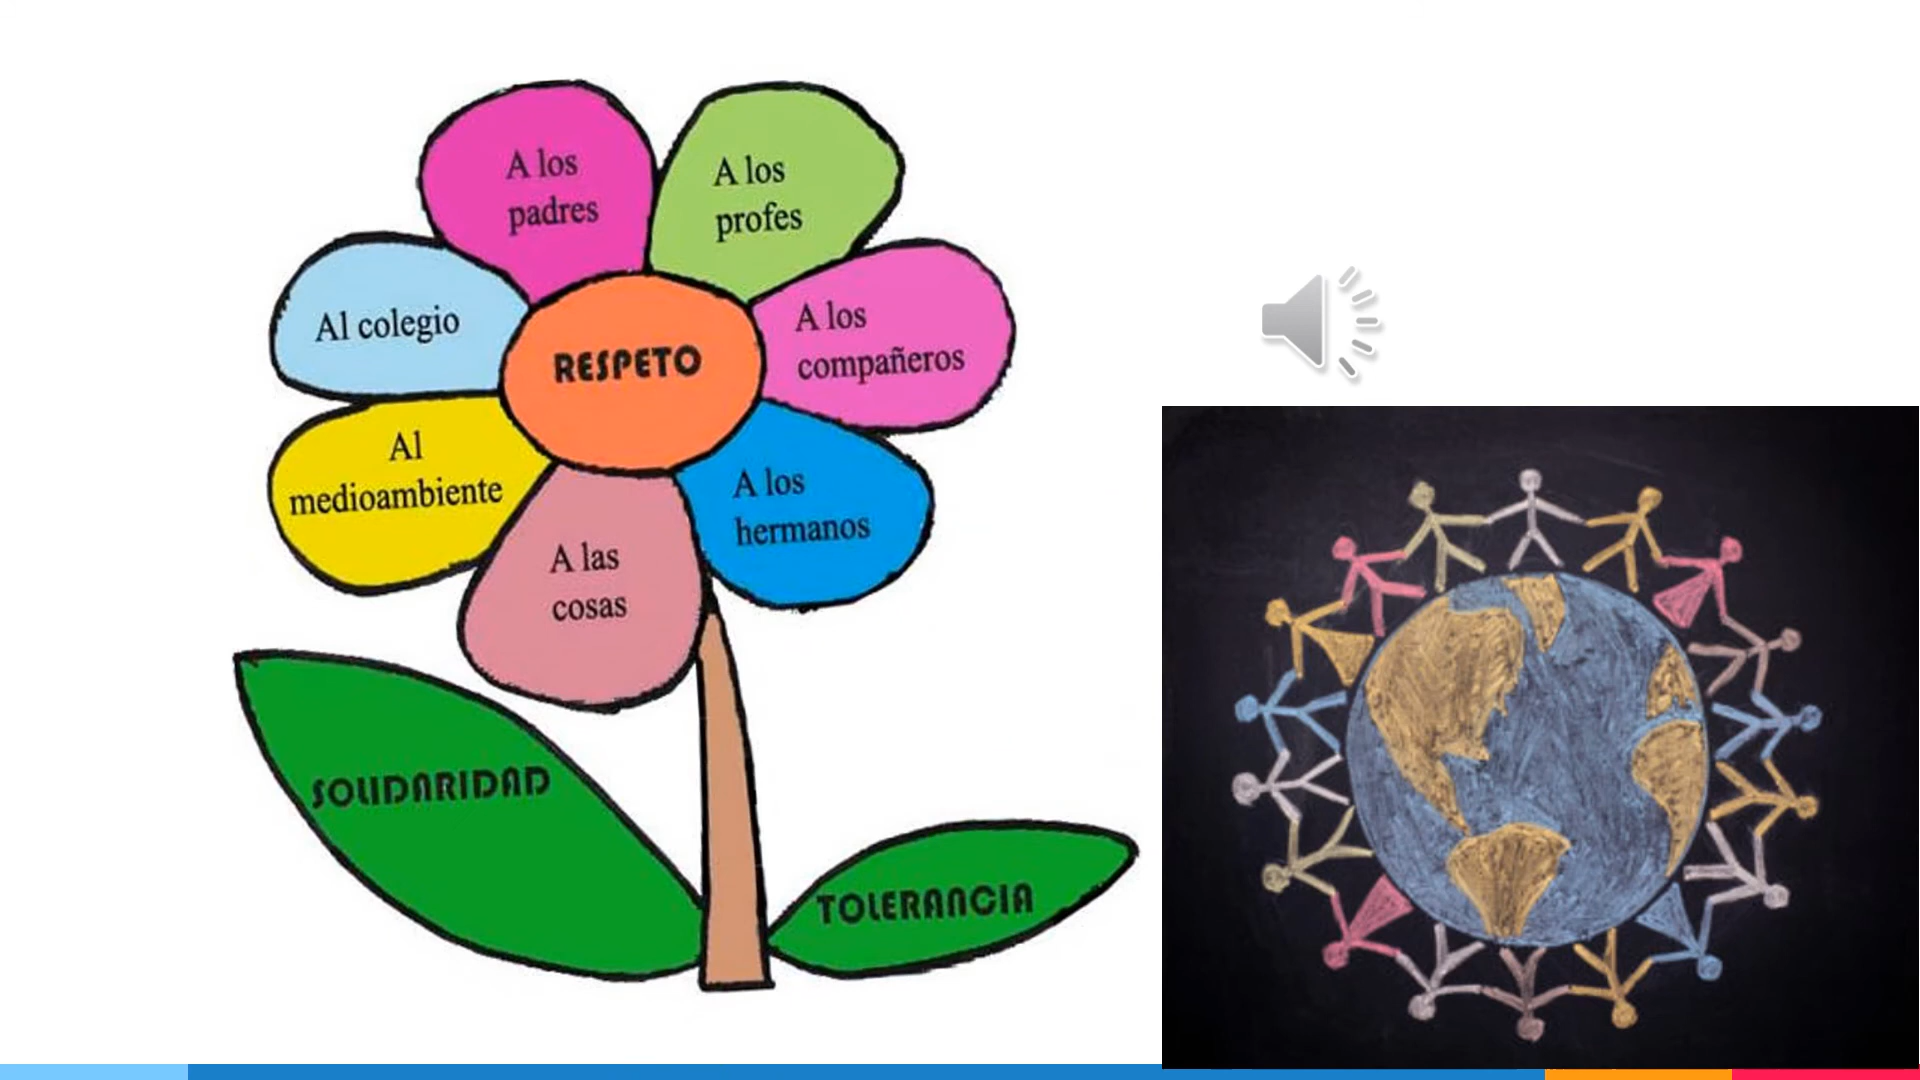 A los
padres
A los
profes
Al colegio
RESPETO
A los
compañeros
Al
medioambiente
A los
hermanos
A las
cosas
SOLIDARIDAD
TOLERANCIA